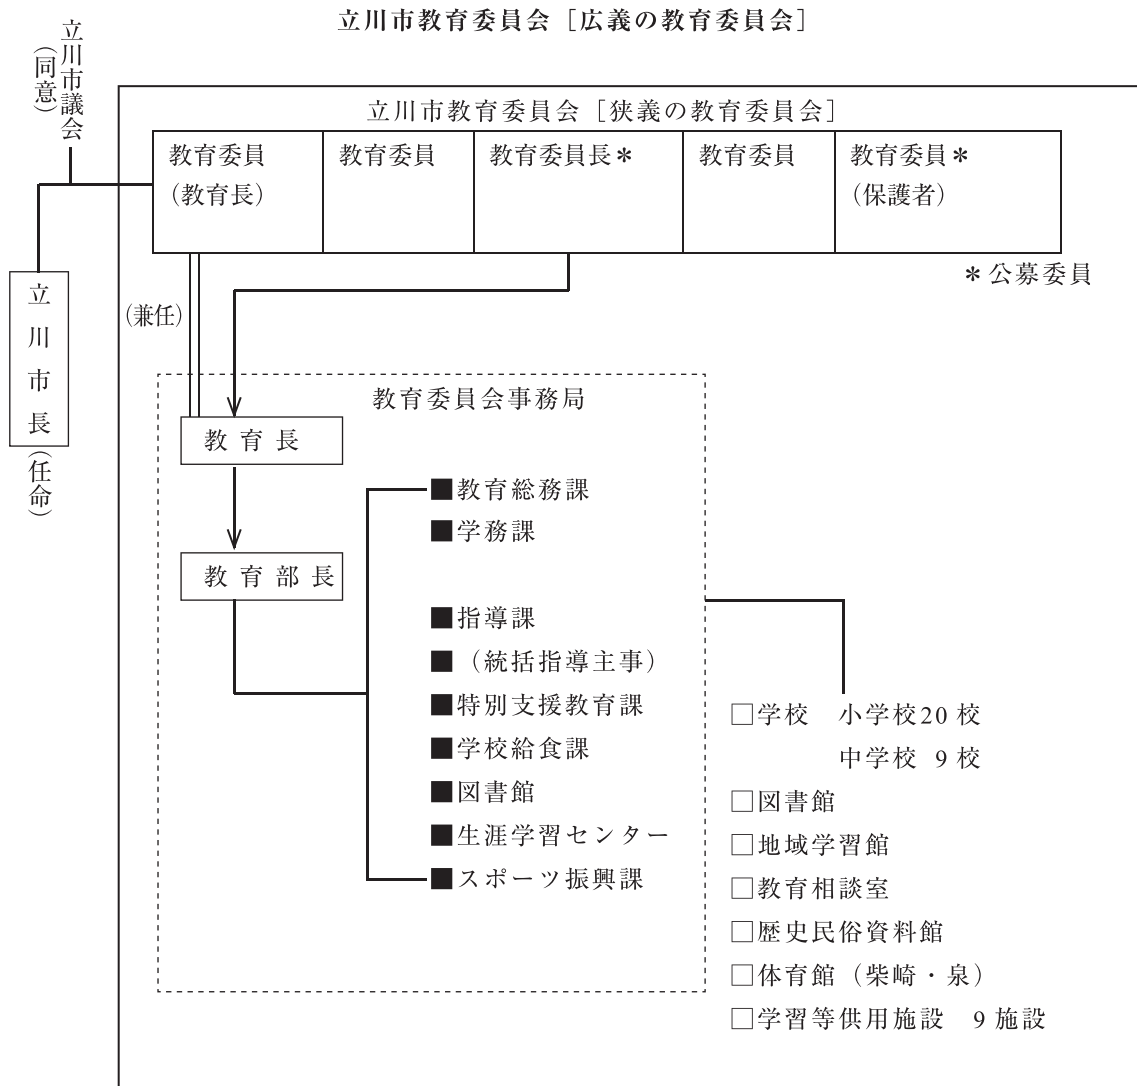 立川市教育委員会［広義の教育委員会］
立川市議会
（同意）
立川市教育委員会［狭義の教育委員会］
教育委員
（教育長）
教育委員
教育委員長＊
教育委員
教育委員＊
（保護者）
＊公募委員
立川市長
（任命）
（兼任）
教育委員会事務局
教育長
教育部長
■教育総務課
■学務課
■指導課
■（統括指導主事）
■特別支援教育課
■学校給食課
■図書館
■生涯学習センター
■スポーツ振興課
□学校　小学校20校
中学校　9校
□図書館
□地域学習館
□教育相談室
□歴史民俗資料館
□体育館（柴崎・泉）
□学習等供用施設　9施設